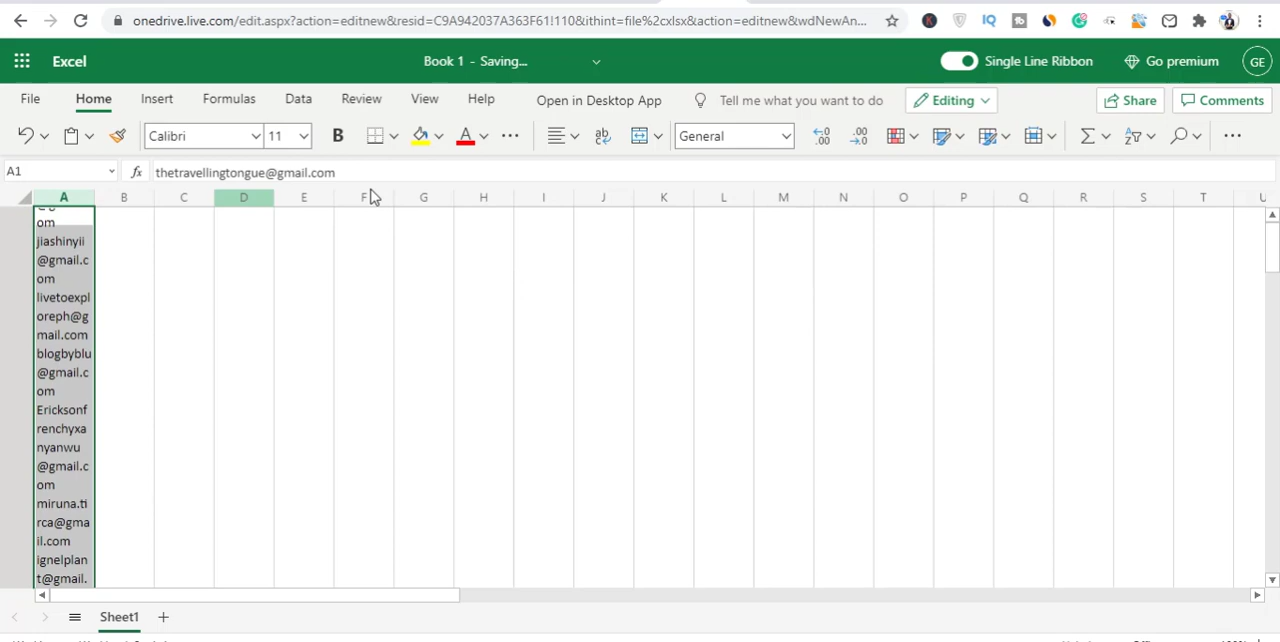 onedrive.live.com/edit.aspx?action=editnew&resid=C9A942037A363F61!110&ithint=file%2cxlsx&action=editnew&wdNewAn...
Excel
Book 1 - Saving...
Single Line Ribbon
Go premium
GE
File Home Insert Formulas Data Review View Help Open in Desktop App Tell me what you want to do Editing Share Comments
Calibri 11 B A General
A1 fx thetravellingtongue@gmail.com
A B C D E F G H I J K L M N O P Q R S T U
om
jiashinyii
@gmail.c
om
livetoexpl
oreph@g
mail.com
blogbyblu
@gmail.c
om
Ericksonf
renchyxa
nyanwu
@gmail.c
om
miruna.ti
rca@gma
il.com
ignelplan
t@gmail.
Sheet1